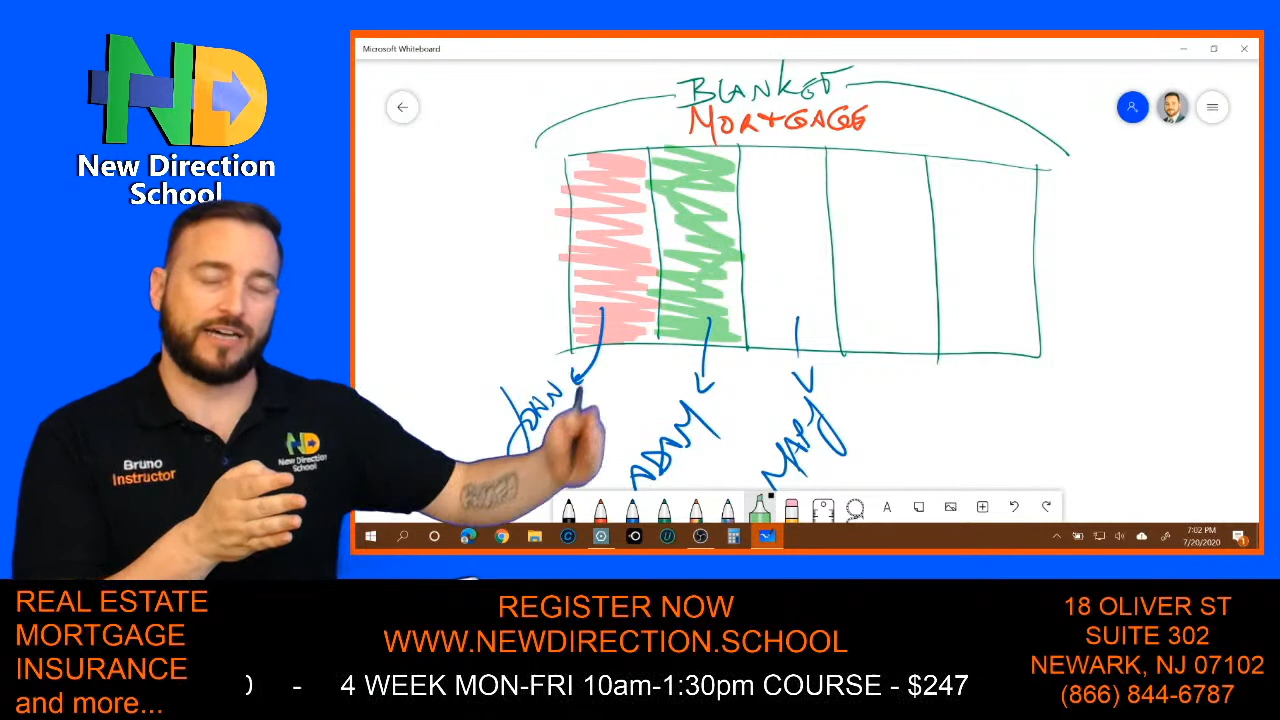 ND
New Direction
School
Microsoft Whiteboard
BLANKET
MORTGAGE
JOHN
ADAM
MARY
Bruno
Instructor
New Direction
School
A
7:02 PM
7/20/2020
REAL ESTATE
MORTGAGE
INSURANCE
and more...
REGISTER NOW
WWW.NEWDIRECTION.SCHOOL
- 4 WEEK MON-FRI 10am-1:30pm COURSE - $247
18 OLIVER ST
SUITE 302
NEWARK, NJ 07102
(866) 844-6787